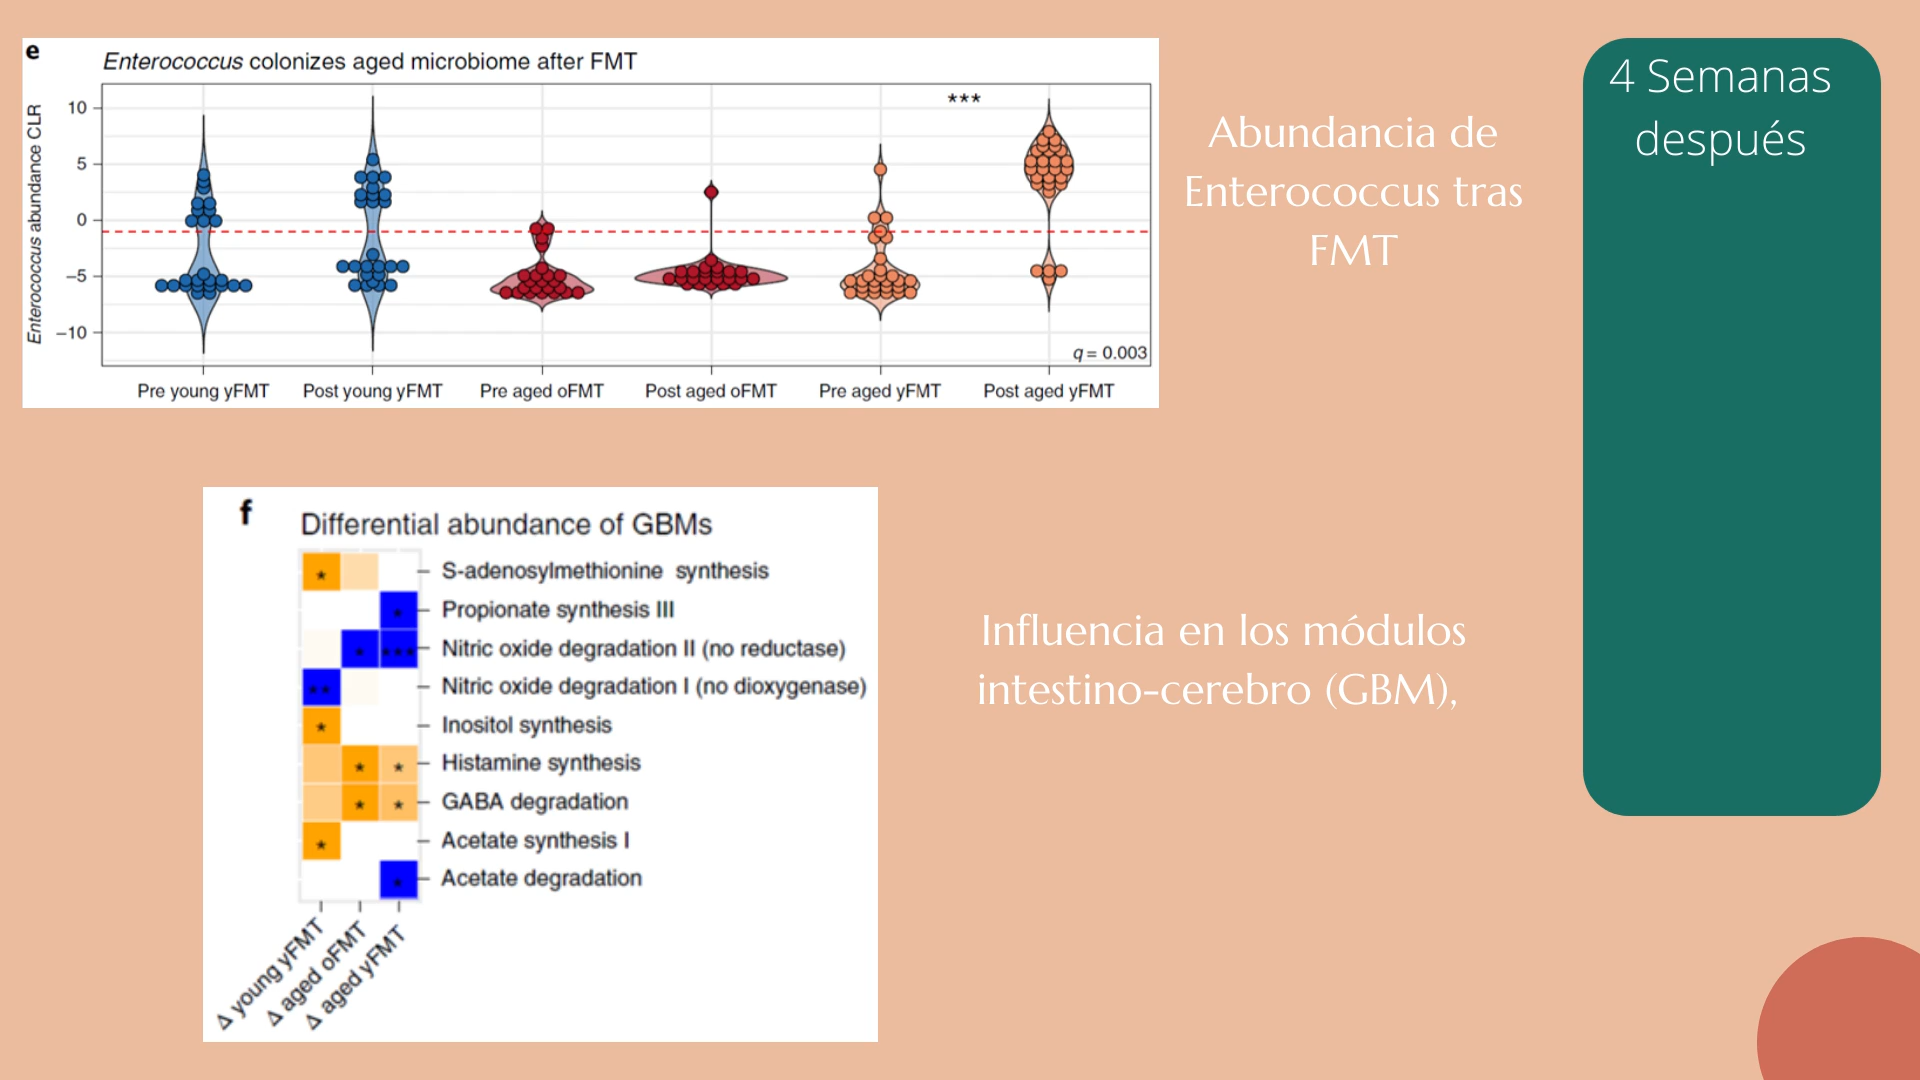 e
Enterococcus colonizes aged microbiome after FMT
Enterococcus abundance CLR
10
5
0
−5
−10
***
q = 0.003
Pre young yFMT
Post young yFMT
Pre aged oFMT
Post aged oFMT
Pre aged yFMT
Post aged yFMT
Abundancia de
Enterococcus tras
FMT
4 Semanas
después
f
Differential abundance of GBMs
* S-adenosylmethionine synthesis
* Propionate synthesis III
* *** Nitric oxide degradation II (no reductase)
** Nitric oxide degradation I (no dioxygenase)
* Inositol synthesis
* * Histamine synthesis
* * GABA degradation
* Acetate synthesis I
* Acetate degradation
Δ young yFMT
Δ aged oFMT
Δ aged yFMT
Influencia en los módulos
intestino-cerebro (GBM),